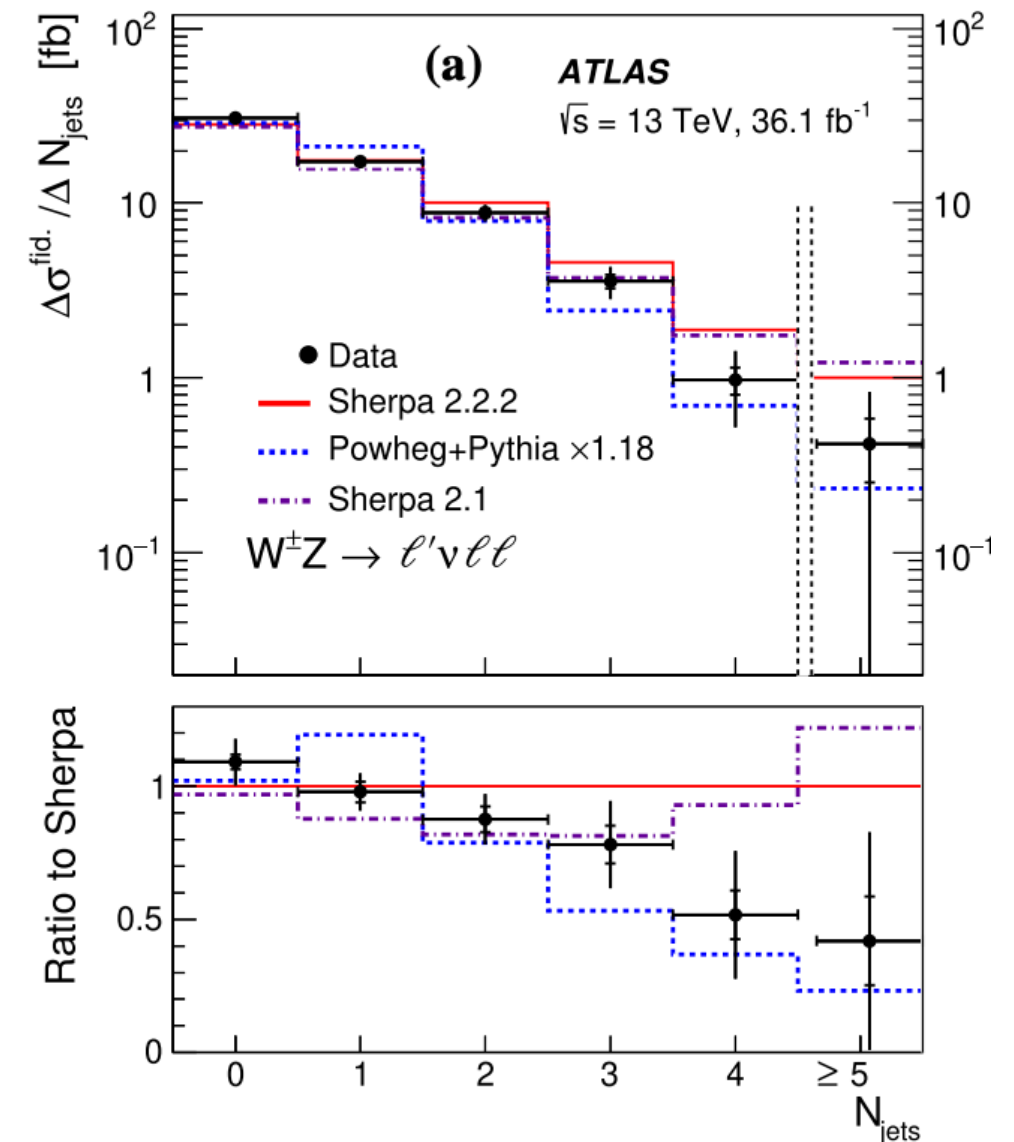 Δσ^fid. /Δ N_jets [fb]
10²
10
1
10⁻¹
(a)
ATLAS
√s = 13 TeV, 36.1 fb⁻¹
Data
Sherpa 2.2.2
Powheg+Pythia ×1.18
Sherpa 2.1
W^±Z → ℓ′νℓℓ
10²
10
1
10⁻¹
Ratio to Sherpa
1
0.5
0
0 1 2 3 4 ≥ 5
N_jets